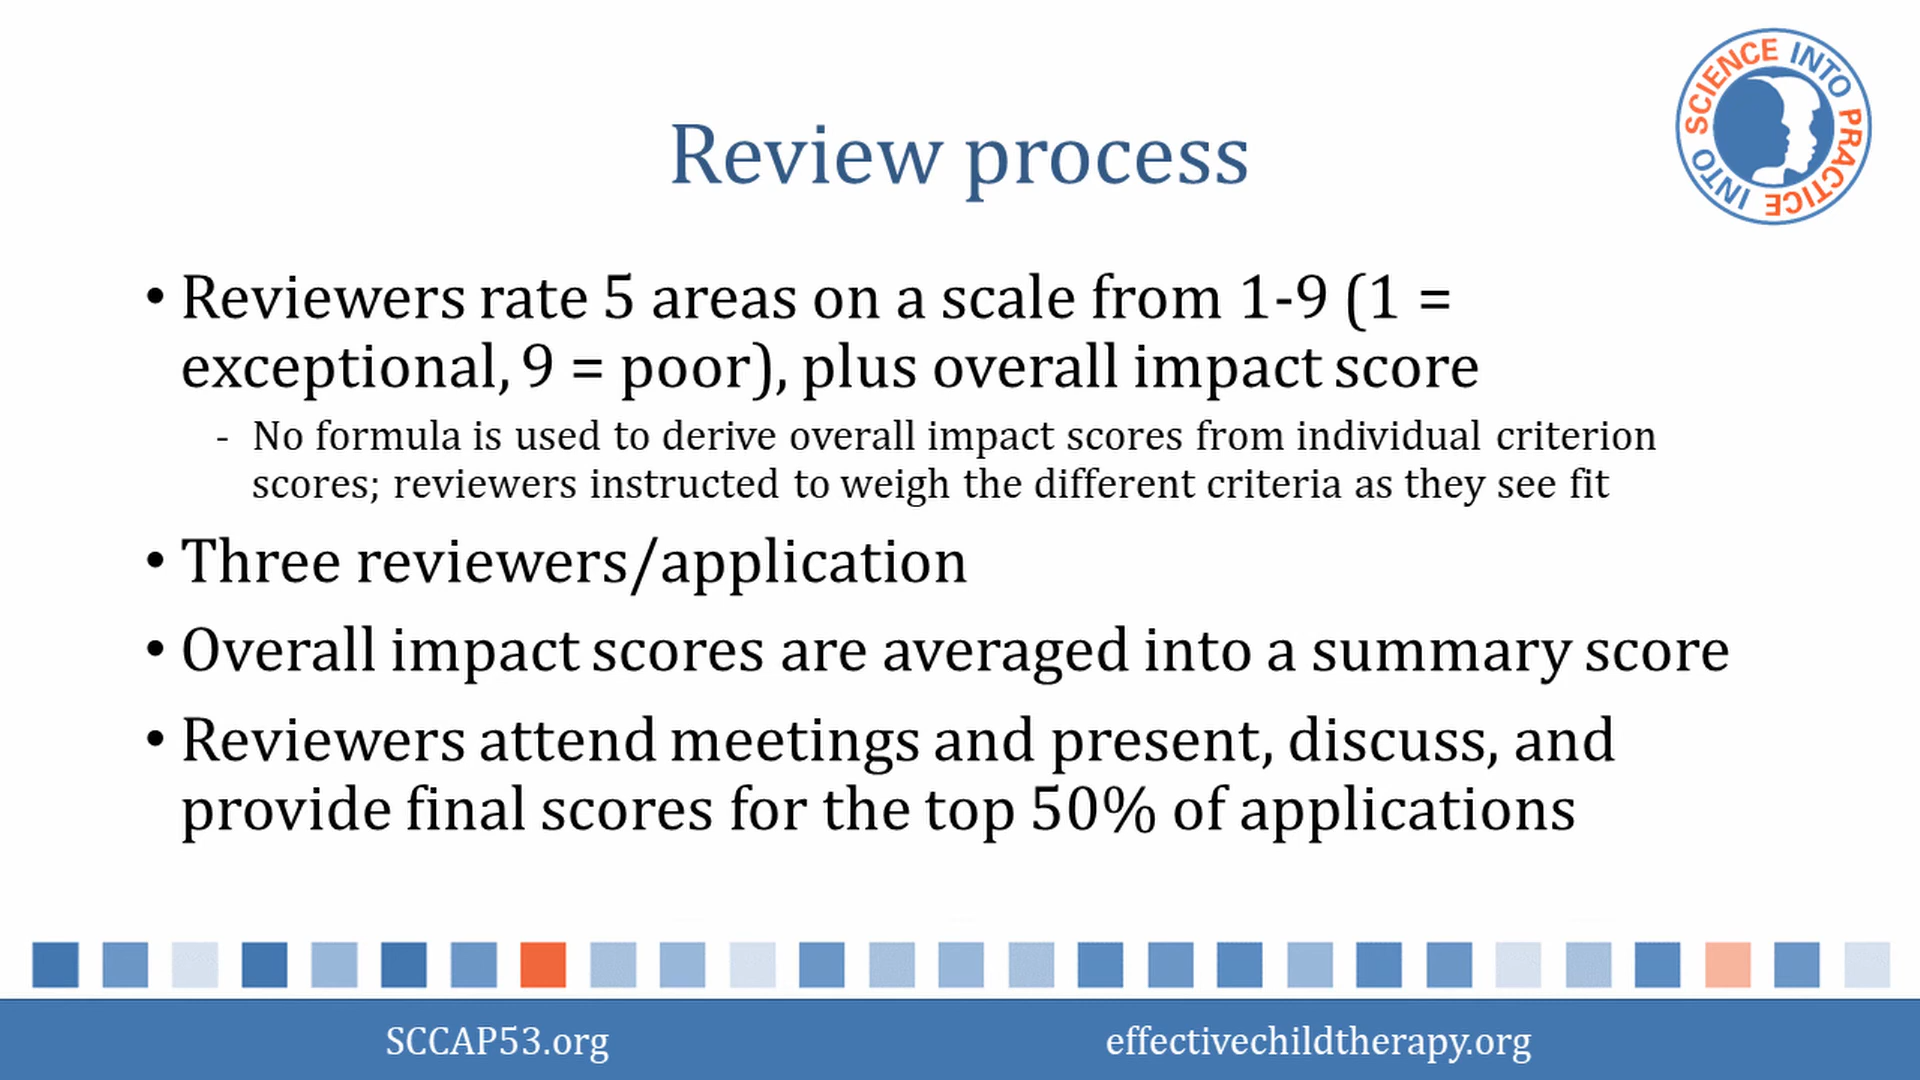 SCIENCE INTO PRACTICE INTO
Review process
• Reviewers rate 5 areas on a scale from 1-9 (1 =
exceptional, 9 = poor), plus overall impact score
- No formula is used to derive overall impact scores from individual criterion
scores; reviewers instructed to weigh the different criteria as they see fit
• Three reviewers/application
• Overall impact scores are averaged into a summary score
• Reviewers attend meetings and present, discuss, and
provide final scores for the top 50% of applications
SCCAP53.org
effectivechildtherapy.org